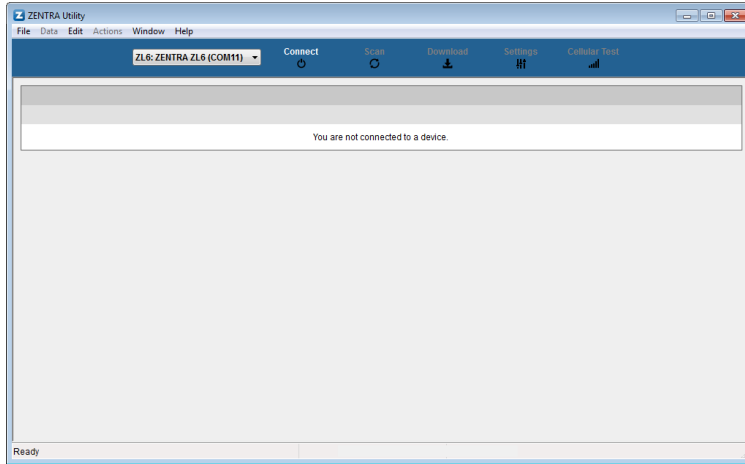 ZENTRA Utility
File Data Edit Actions Window Help
ZL6: ZENTRA ZL6 (COM11) Connect Scan Download Settings Cellular Test
You are not connected to a device.
Ready